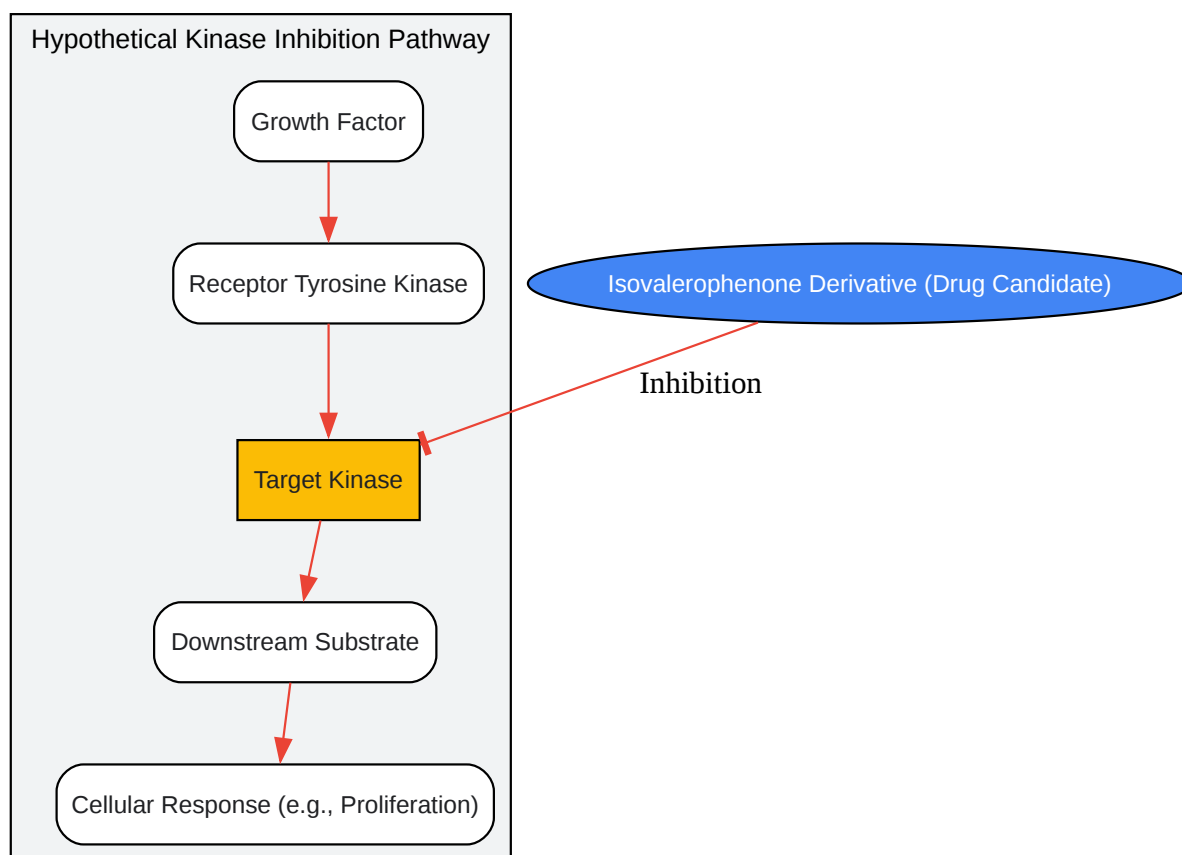 Hypothetical Kinase Inhibition Pathway
Growth Factor
Receptor Tyrosine Kinase
Isovalerophenone Derivative (Drug Candidate)
Inhibition
Target Kinase
Downstream Substrate
Cellular Response (e.g., Proliferation)